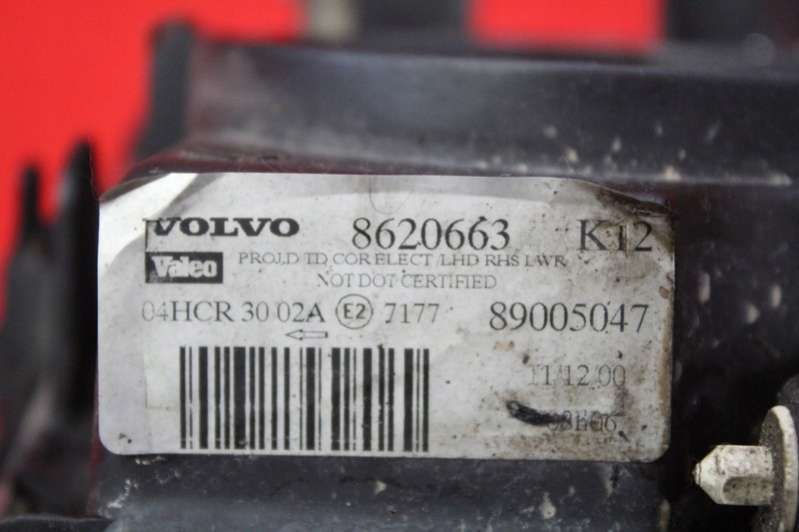 VOLVO 8620663 K12
Valeo PROJ.D TD COR ELECT LHD RHS LWR
NOT DOT CERTIFIED
04HCR 30 02A E2 7177 89005047
11/12/00